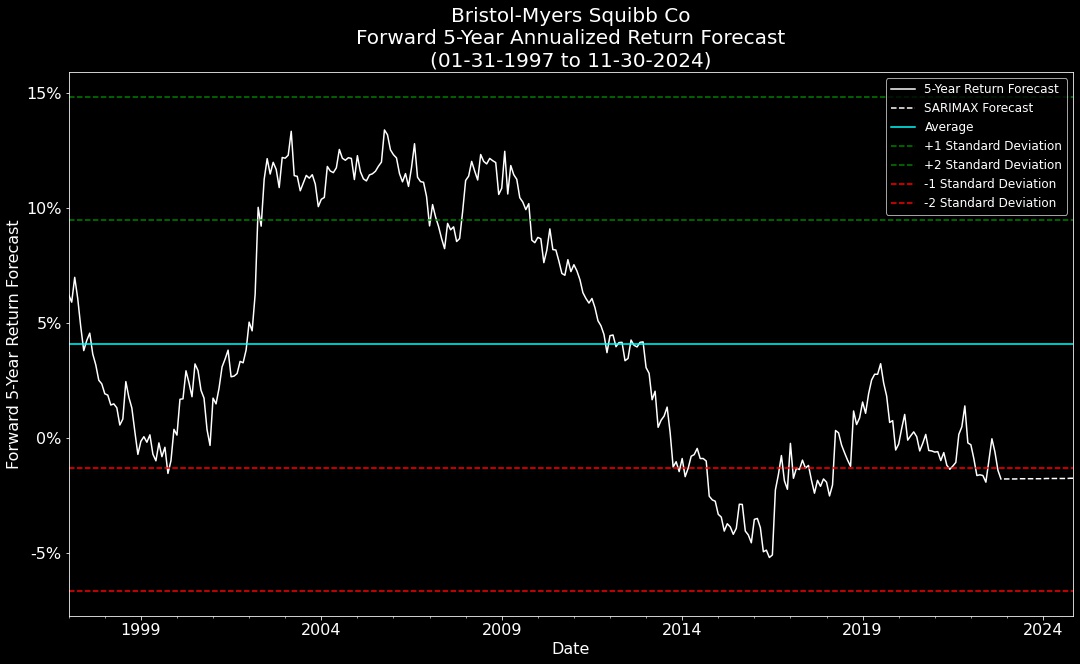 Bristol-Myers Squibb Co
Forward 5-Year Annualized Return Forecast
(01-31-1997 to 11-30-2024)
5-Year Return Forecast
SARIMAX Forecast
Average
+1 Standard Deviation
+2 Standard Deviation
-1 Standard Deviation
-2 Standard Deviation
Forward 5-Year Return Forecast
15%
10%
5%
0%
-5%
1999 2004 2009 2014 2019 2024
Date